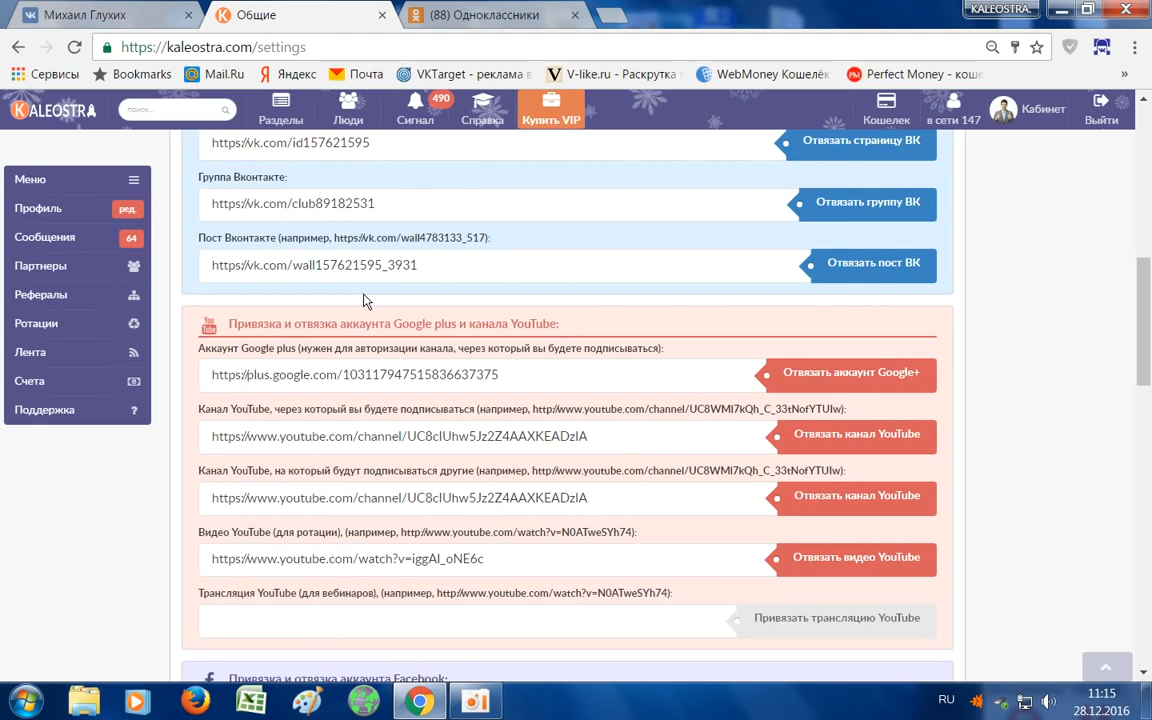 Михаил Глухих
Общие
(88) Одноклассники
KALEOSTRA.
https://kaleostra.com/settings
Сервисы
Bookmarks
Mail.Ru
Яндекс
Почта
VKTarget - реклама в
V-like.ru - Раскрутка г
WebMoney Кошелёк
Perfect Money - коше
»
KALEOSTRA
поиск...
Разделы
Люди
490
Сигнал
Справка
Купить VIP
Кошелек
в сети 147
Кабинет
Выйти
Меню
Профиль
ред.
Сообщения
64
Партнеры
Рефералы
Ротации
Лента
Счета
Поддержка
?
https://vk.com/id157621595
Отвязать страницу ВК
Группа Вконтакте:
https://vk.com/club89182531
Отвязать группу ВК
Пост Вконтакте (например, https://vk.com/wall4783133_517):
https://vk.com/wall157621595_3931
Отвязать пост ВК
You Tube
Привязка и отвязка аккаунта Google plus и канала YouTube:
Аккаунт Google plus (нужен для авторизации канала, через который вы будете подписываться):
https://plus.google.com/103117947515836637375
Отвязать аккаунт Google+
Канал YouTube, через который вы будете подписываться (например, http://www.youtube.com/channel/UC8WMI7kQh_C_33tNofYTUIw):
https://www.youtube.com/channel/UC8cIUhw5Jz2Z4AAXKEADzlA
Отвязать канал YouTube
Канал YouTube, на который будут подписываться другие (например, http://www.youtube.com/channel/UC8WMI7kQh_C_33tNofYTUIw):
https://www.youtube.com/channel/UC8cIUhw5Jz2Z4AAXKEADzlA
Отвязать канал YouTube
Видео YouTube (для ротации), (например, http://www.youtube.com/watch?v=N0ATweSYh74):
https://www.youtube.com/watch?v=iggAI_oNE6c
Отвязать видео YouTube
Трансляция YouTube (для вебинаров), (например, http://www.youtube.com/watch?v=N0ATweSYh74):
Привязать трансляцию YouTube
Привязка и отвязка аккаунта Facebook:
RU
11:15
28.12.2016